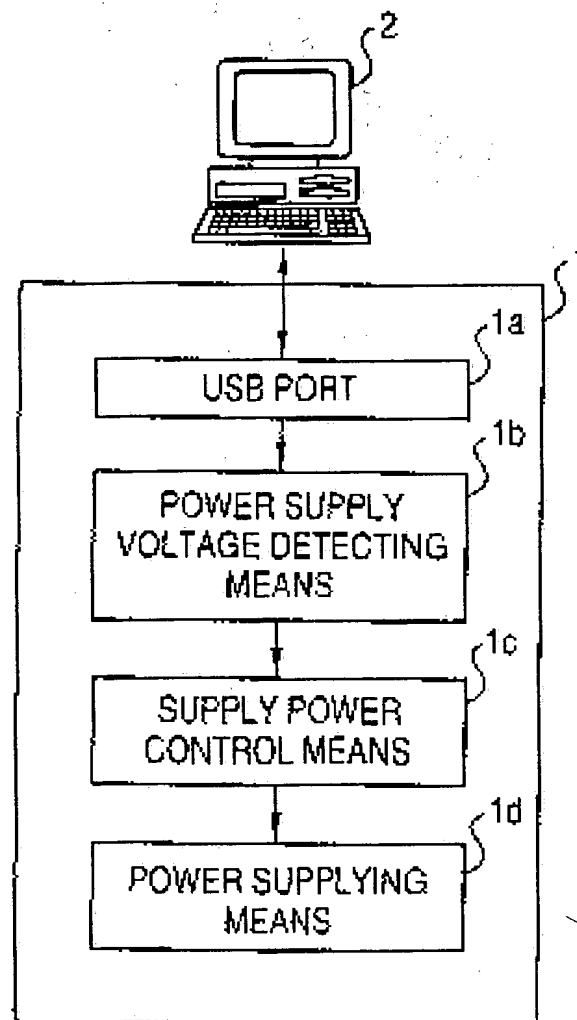 2
1a
USB PORT
1b
POWER SUPPLY
VOLTAGE DETECTING
MEANS
1c
SUPPLY POWER
CONTROL MEANS
1d
POWER SUPPLYING
MEANS